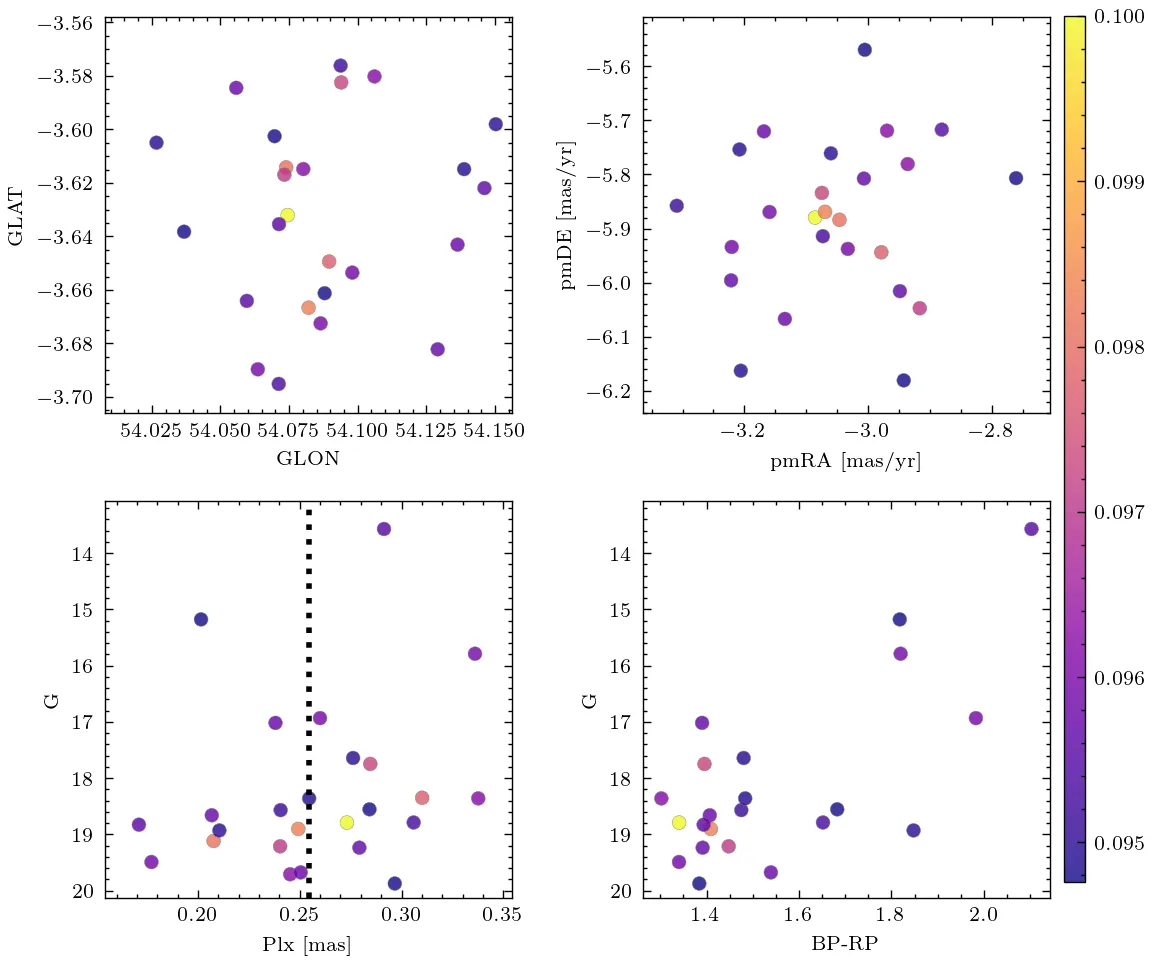 −3.56
−3.58
−3.60
−3.62
−3.64
−3.66
−3.68
−3.70
GLAT
54.025 54.050 54.075 54.100 54.125 54.150
GLON
−5.6
−5.7
−5.8
−5.9
−6.0
−6.1
−6.2
pmDE [mas/yr]
−3.2 −3.0 −2.8
pmRA [mas/yr]
14
15
16
17
18
19
20
G
0.20 0.25 0.30 0.35
Plx [mas]
14
15
16
17
18
19
20
G
1.4 1.6 1.8 2.0
BP-RP
0.100
0.099
0.098
0.097
0.096
0.095